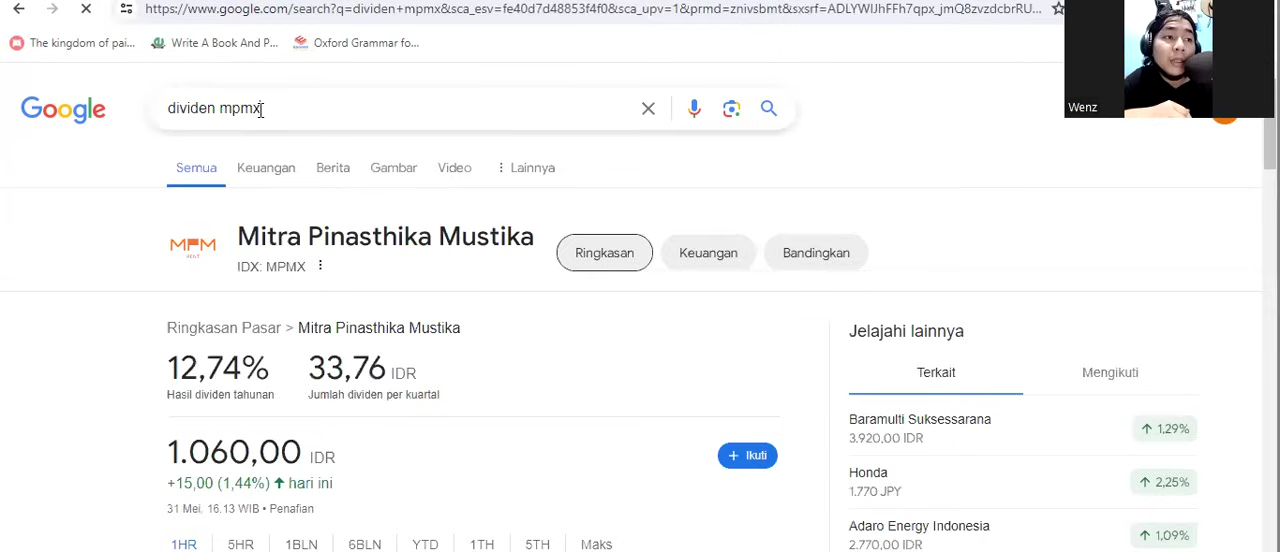 google.com/search?q=dividen+mpmx&sca_esv=fe40d7d48853f4f0&sca_upv=1&prmd=znivsbmt&sxsrf=
The kingdom of pai...
Write A Book And P...
Oxford Grammar fo...
Wenz
Google
dividen mpmx
Semua
Keuangan
Berita
Gambar
Video
Lainnya
MPM
RENT
Mitra Pinasthika Mustika
IDX: MPMX
Ringkasan
Keuangan
Bandingkan
Ringkasan Pasar > Mitra Pinasthika Mustika
12,74%
Hasil dividen tahunan
33,76 IDR
Jumlah dividen per kuartal
1.060,00 IDR
+15,00 (1,44%) ↑ hari ini
31 Mei, 16.13 WIB • Penafian
+ Ikuti
1HR
5HR
1BLN
6BLN
YTD
1TH
5TH
Maks
Jelajahi lainnya
Terkait
Mengikuti
Baramulti Suksessarana
3.920,00 IDR
↑ 1,29%
Honda
1.770 JPY
↑ 2,25%
Adaro Energy Indonesia
2.770,00 IDR
↑ 1,09%